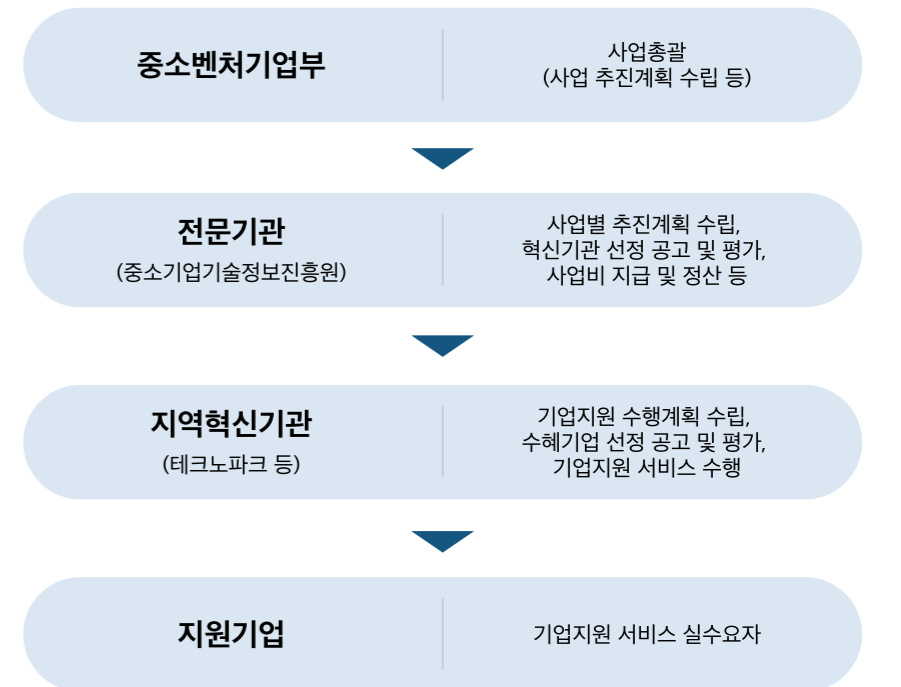 중소벤처기업부
사업총괄
(사업 추진계획 수립 등)
전문기관
(중소기업기술정보진흥원)
사업별 추진계획 수립,
혁신기관 선정 공고 및 평가,
사업비 지급 및 정산 등
지역혁신기관
(테크노파크 등)
기업지원 수행계획 수립,
수혜기업 선정 공고 및 평가,
기업지원 서비스 수행
지원기업
기업지원 서비스 실수요자